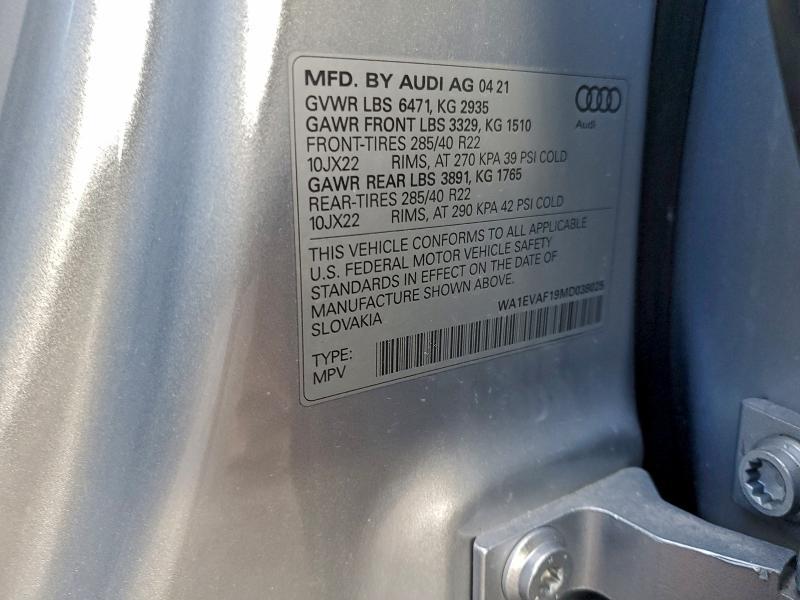 MFD. BY AUDI AG 04 21
GVWR LBS 6471, KG 2935
GAWR FRONT LBS 3329, KG 1510
FRONT-TIRES 285/40 R22
10JX22 RIMS, AT 270 KPA 39 PSI COLD
GAWR REAR LBS 3891, KG 1765
REAR-TIRES 285/40 R22
10JX22 RIMS, AT 290 KPA 42 PSI COLD
Audi
THIS VEHICLE CONFORMS TO ALL APPLICABLE
U.S. FEDERAL MOTOR VEHICLE SAFETY
STANDARDS IN EFFECT ON THE DATE OF
MANUFACTURE SHOWN ABOVE.
SLOVAKIA
WA1EVAF19MD038025
TYPE:
MPV